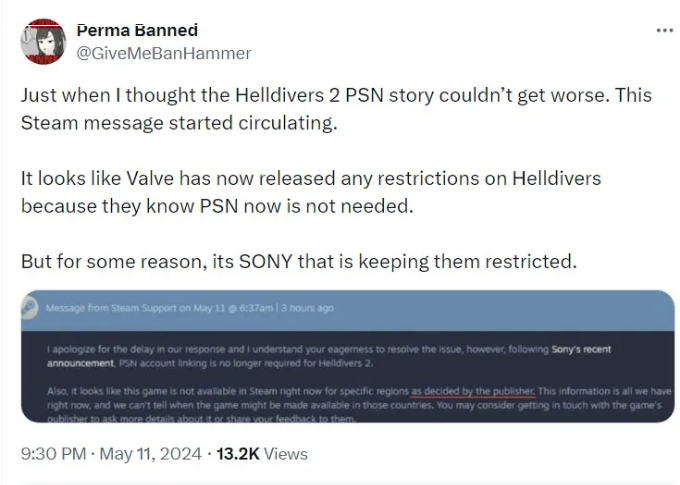 Perma Banned
@GiveMeBanHammer
Just when I thought the Helldivers 2 PSN story couldn’t get worse. This
Steam message started circulating.
It looks like Valve has now released any restrictions on Helldivers
because they know PSN now is not needed.
But for some reason, its SONY that is keeping them restricted.
Message from Steam Support on May 11 @ 6:37am | 3 hours ago
I apologize for the delay in our response and I understand your eagerness to resolve the issue, however, following Sony's recent
announcement, PSN account linking is no longer required for Helldivers 2.
Also, it looks like this game is not available in Steam right now for specific regions as decided by the publisher. This information is all we have
right now, and we can't tell when the game might be made available in those countries. You may consider getting in touch with the game's
publisher to ask more details about it or share your feedback to them.
9:30 PM · May 11, 2024 · 13.2K Views